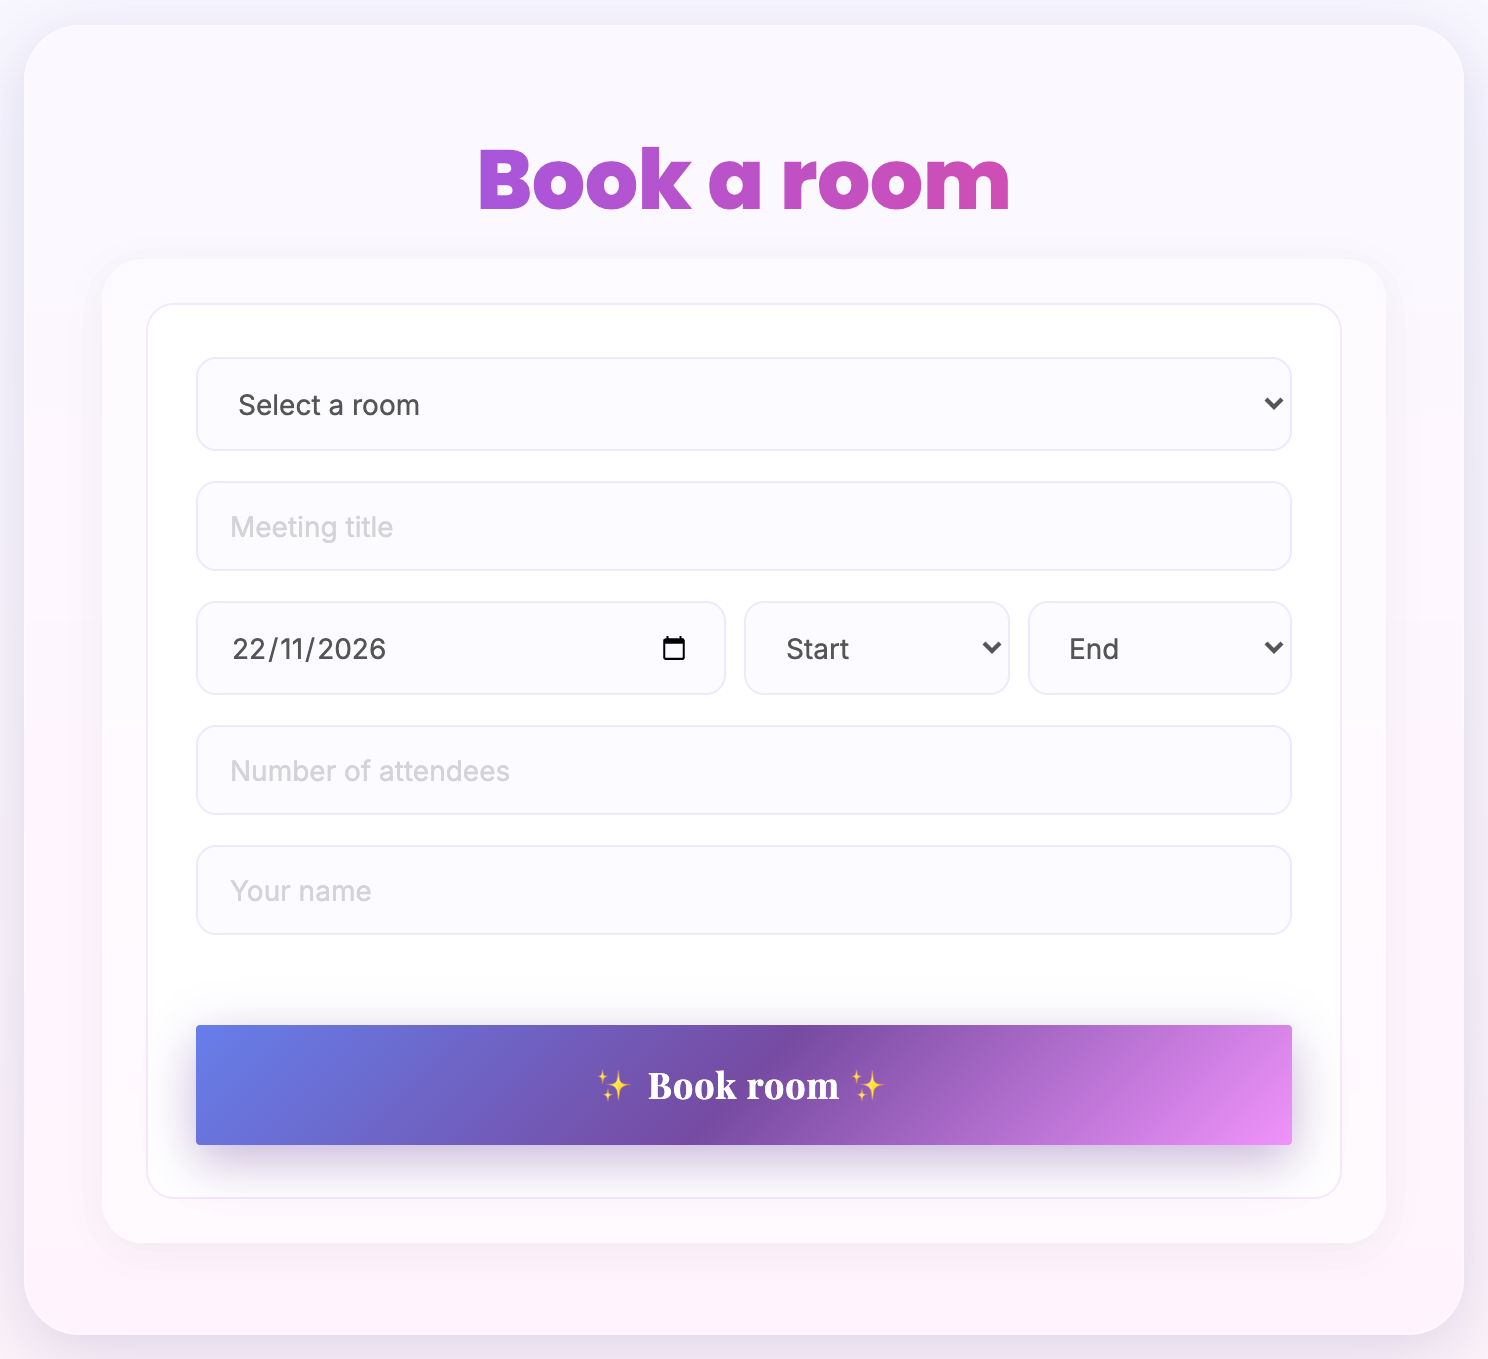 Book a room
Select a room
Meeting title
22/11/2026
Start
End
Number of attendees
Your name
✨ Book room ✨